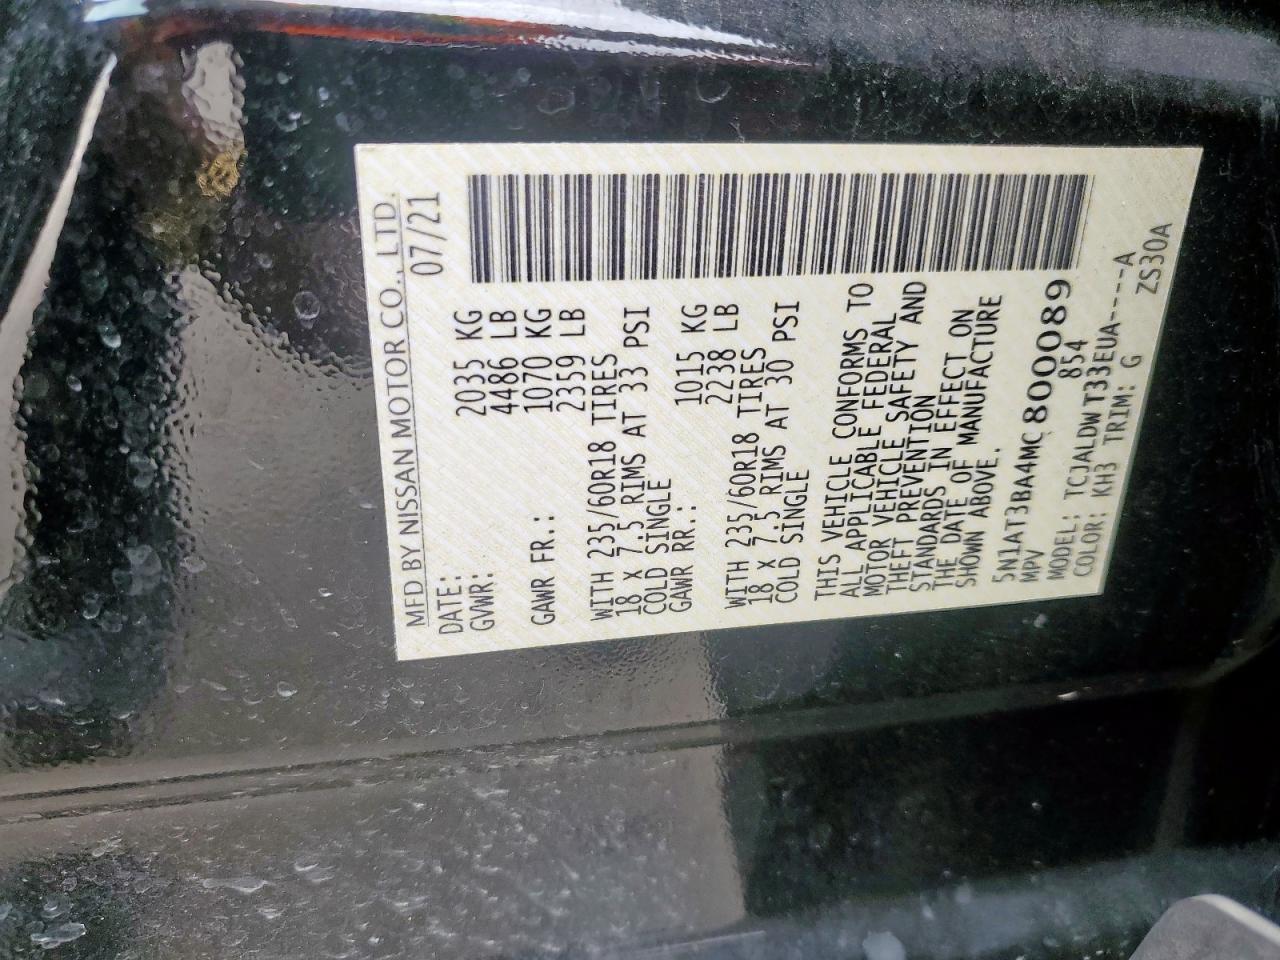 MFD BY NISSAN MOTOR CO., LTD.
DATE: 07/21
GVWR: 2035 KG
4486 LB
GAWR FR.: 1070 KG
2359 LB
WITH 235/60R18 TIRES
18 x 7.5 RIMS AT 33 PSI
COLD SINGLE
GAWR RR.: 1015 KG
2238 LB
WITH 235/60R18 TIRES
18 x 7.5 RIMS AT 30 PSI
COLD SINGLE
THIS VEHICLE CONFORMS TO
ALL APPLICABLE FEDERAL
MOTOR VEHICLE SAFETY AND
THEFT PREVENTION
STANDARDS IN EFFECT ON
THE DATE OF MANUFACTURE
SHOWN ABOVE.
5N1AT3BA4MC800089
MPV 854
MODEL: TCJALDWT33EUA----A
COLOR: KH3 TRIM: G ZS30A